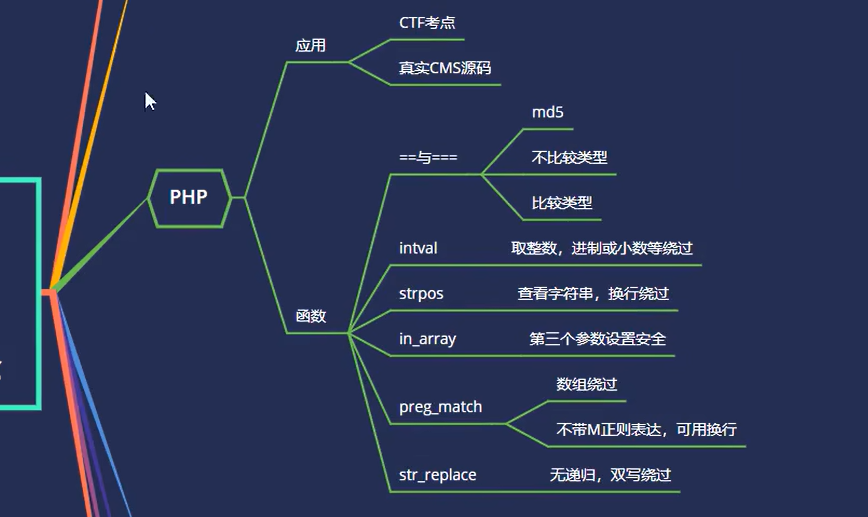 CTF考点
应用
真实CMS源码
PHP
md5
==与===
不比较类型
比较类型
intval
取整数，进制或小数等绕过
strpos
查看字符串，换行绕过
函数
in_array
第三个参数设置安全
数组绕过
preg_match
不带M正则表达，可用换行
str_replace
无递归，双写绕过